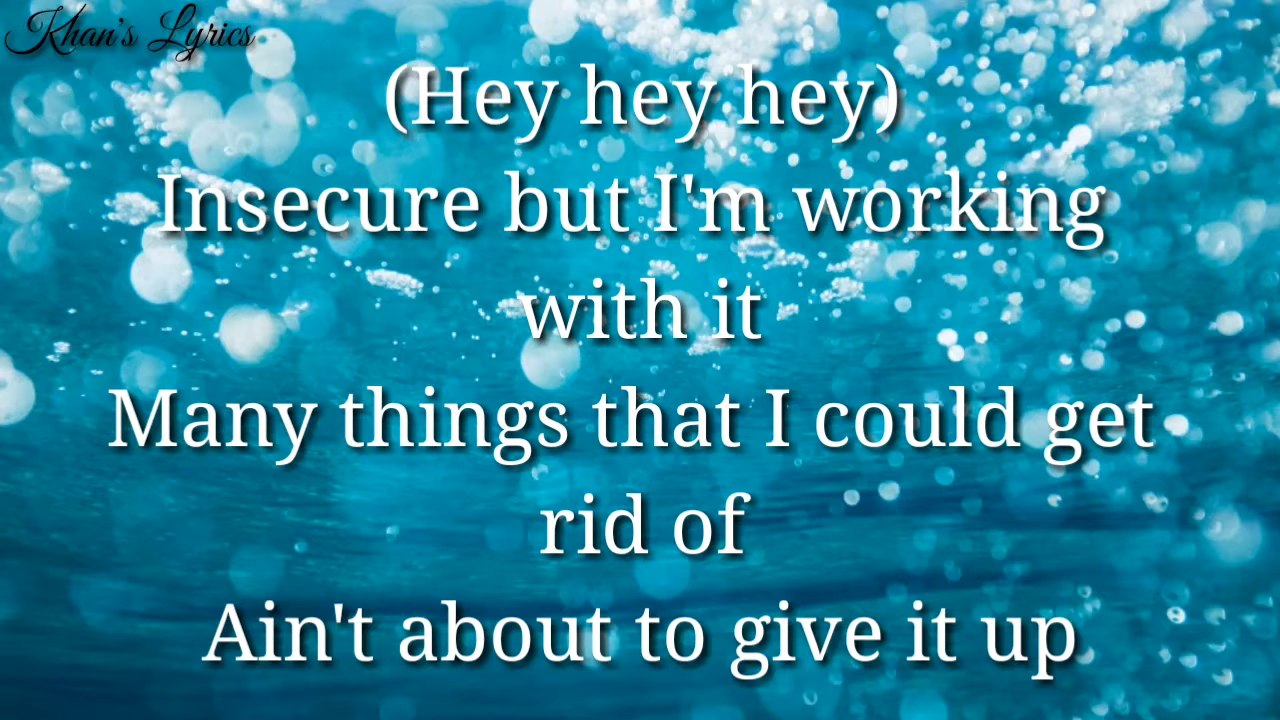 Khan's Lyrics
(Hey hey hey)
Insecure but I'm working
with it
Many things that I could get
rid of
Ain't about to give it up